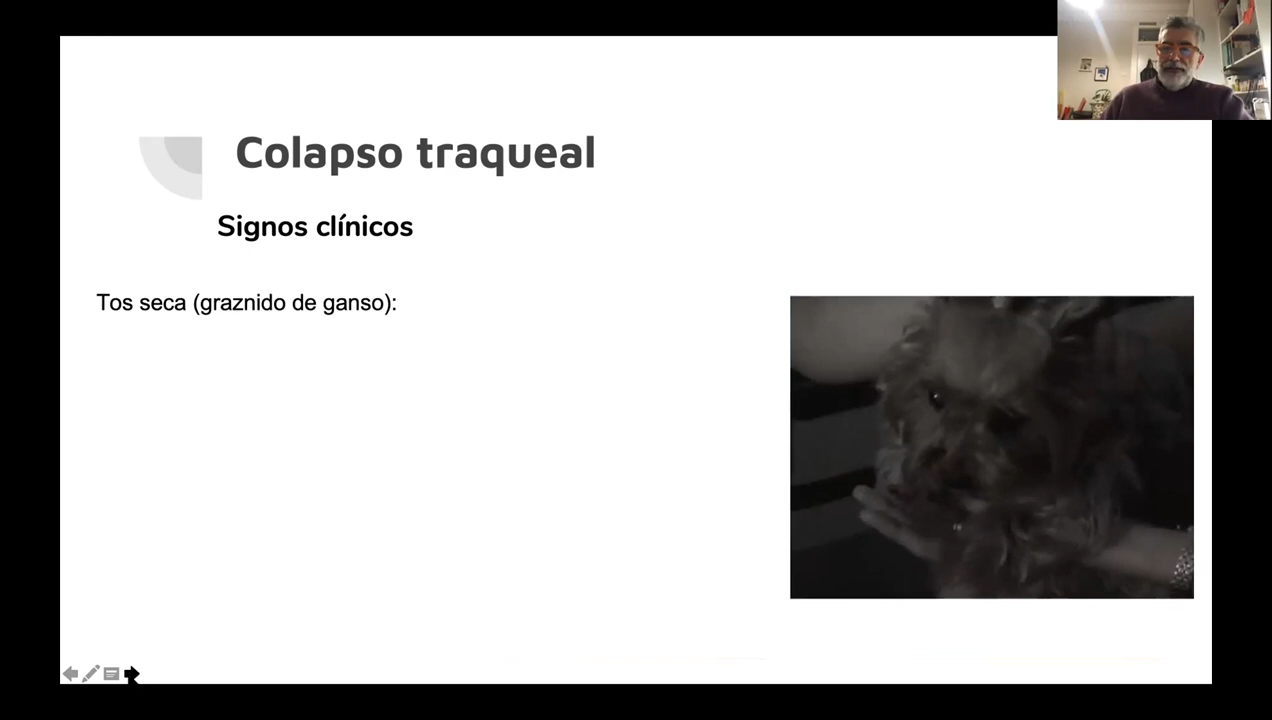 Colapso traqueal
Signos clínicos
Tos seca (graznido de ganso):